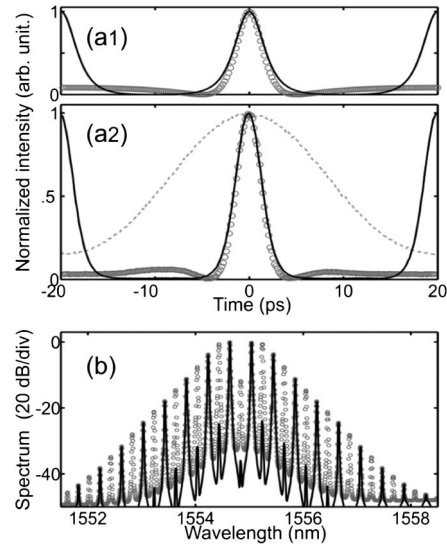 Normalized intensity (arb. unit.)
1
(a1)
0
1
(a2)
.5
0
-20 -10 0 10 20
Time (ps)
(b)
Spectrum (20 dB/div)
0
-20
-40
1552 1554 1556 1558
Wavelength (nm)